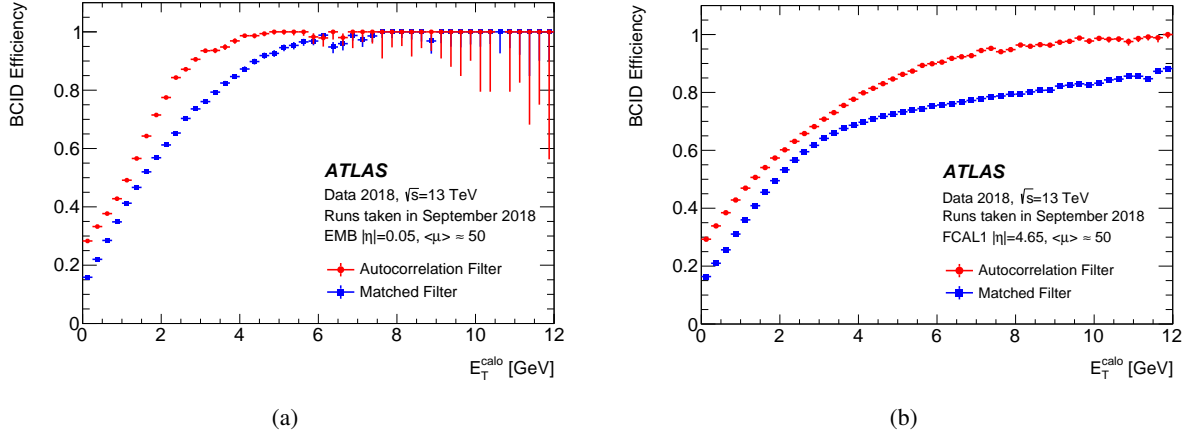 BCID Efficiency
1
0.8
0.6
0.4
0.2
0
0 2 4 6 8 10 12
E_T^calo [GeV]
ATLAS
Data 2018, √s=13 TeV
Runs taken in September 2018
EMB |η|=0.05, <μ> ≈ 50
Autocorrelation Filter
Matched Filter
(a)
BCID Efficiency
1
0.8
0.6
0.4
0.2
0
0 2 4 6 8 10 12
E_T^calo [GeV]
ATLAS
Data 2018, √s=13 TeV
Runs taken in September 2018
FCAL1 |η|=4.65, <μ> ≈ 50
Autocorrelation Filter
Matched Filter
(b)